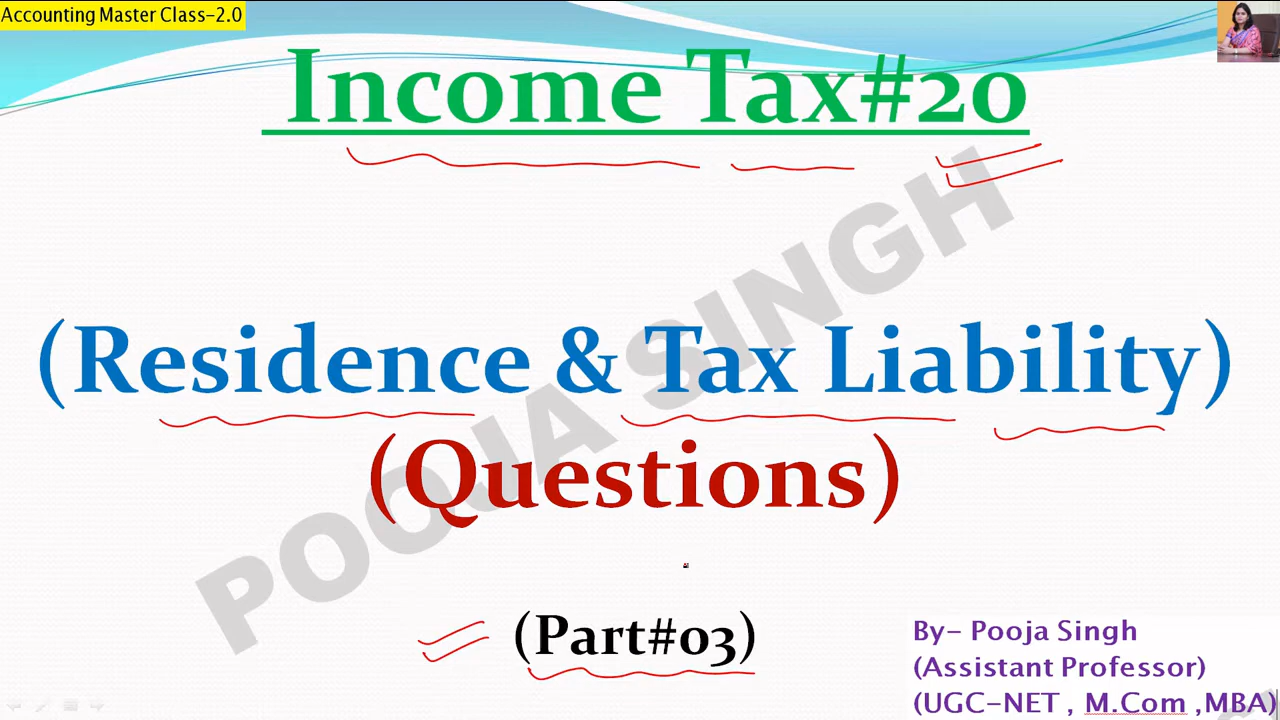 Accounting Master Class-2.0
Income Tax#20
(Residence & Tax Liability)
(Questions)
(Part#03)
By- Pooja Singh
(Assistant Professor)
(UGC-NET , M.Com ,MBA)
POOJA SINGH